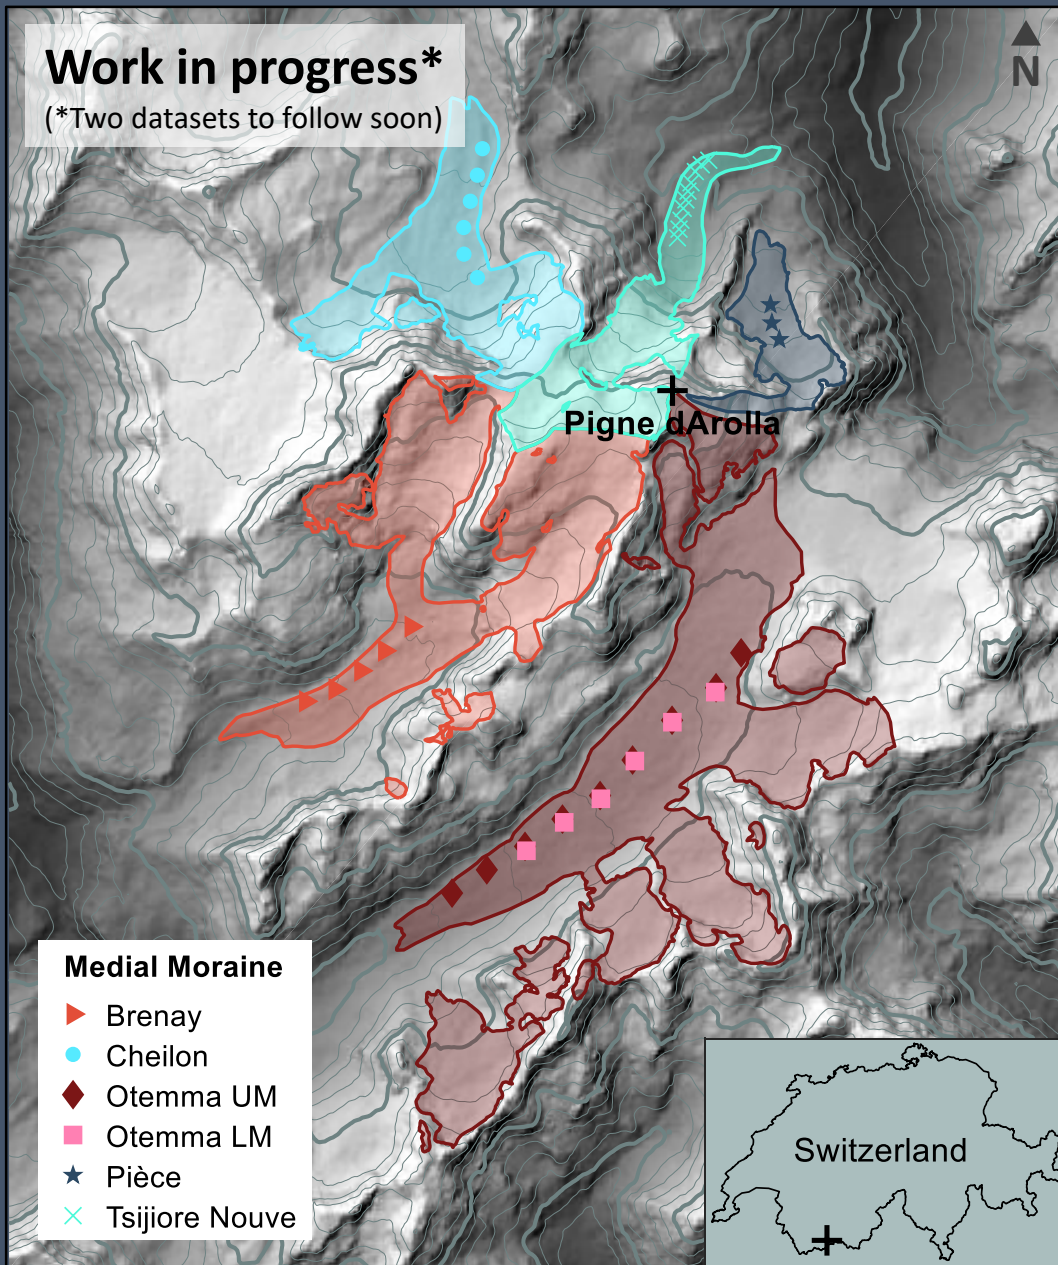 Work in progress*
(*Two datasets to follow soon)
N
Pigne dArolla
Medial Moraine
Brenay
Cheilon
Otemma UM
Otemma LM
Pièce
Tsijiore Nouve
Switzerland